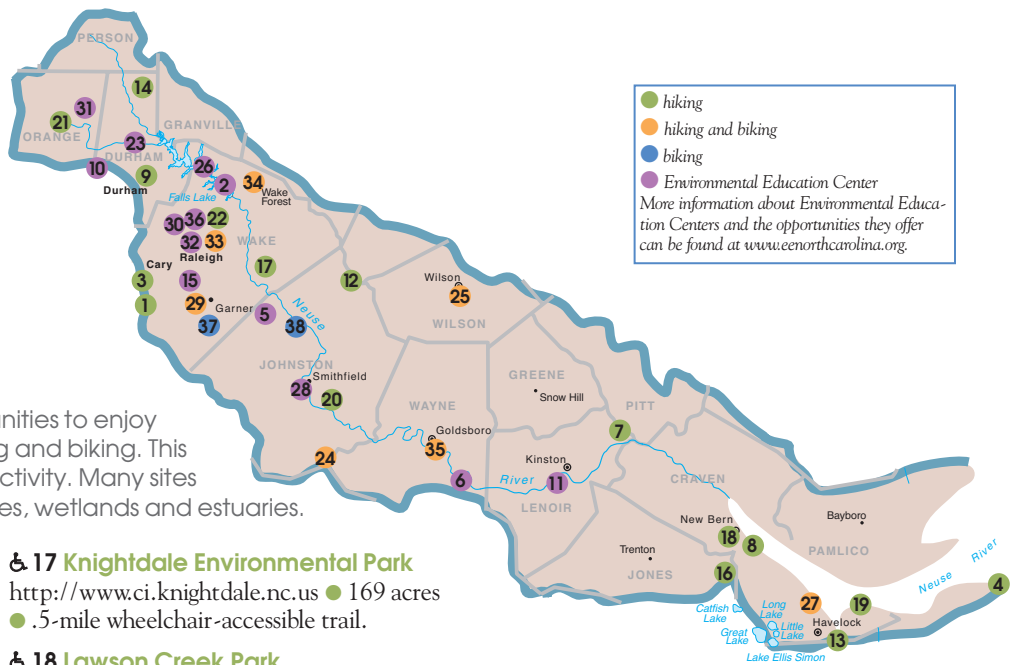 PERSON
14
31
21
ORANGE
GRANVILLE
23
DURHAM
10
9
Durham
26
2
34
Wake
Forest
Falls Lake
30
36
22
32
33
WAKE
Raleigh
Cary
3
15
17
12
1
29
Garner
5
37
38
Neuse
Wilson
25
WILSON
JOHNSTON
Smithfield
28
20
GREENE
Snow Hill
WAYNE
Goldsboro
35
24
6
PITT
7
Kinston
River
11
LENOIR
CRAVEN
New Bern
18
8
Bayboro
PAMLICO
Trenton
JONES
16
Neuse River
4
27
19
Catfish
Lake
Long
Lake
Little
Lake
Great
Lake
Havelock
13
Lake Ellis Simon
hiking
hiking and biking
biking
Environmental Education Center
More information about Environmental Educa-
tion Centers and the opportunities they offer
can be found at www.eenorthcarolina.org.
nities to enjoy
g and biking. This
ctivity. Many sites
es, wetlands and estuaries.
17 Knightdale Environmental Park
http://www.ci.knightdale.nc.us ● 169 acres
● .5-mile wheelchair-accessible trail.
18 Lawson Creek Park